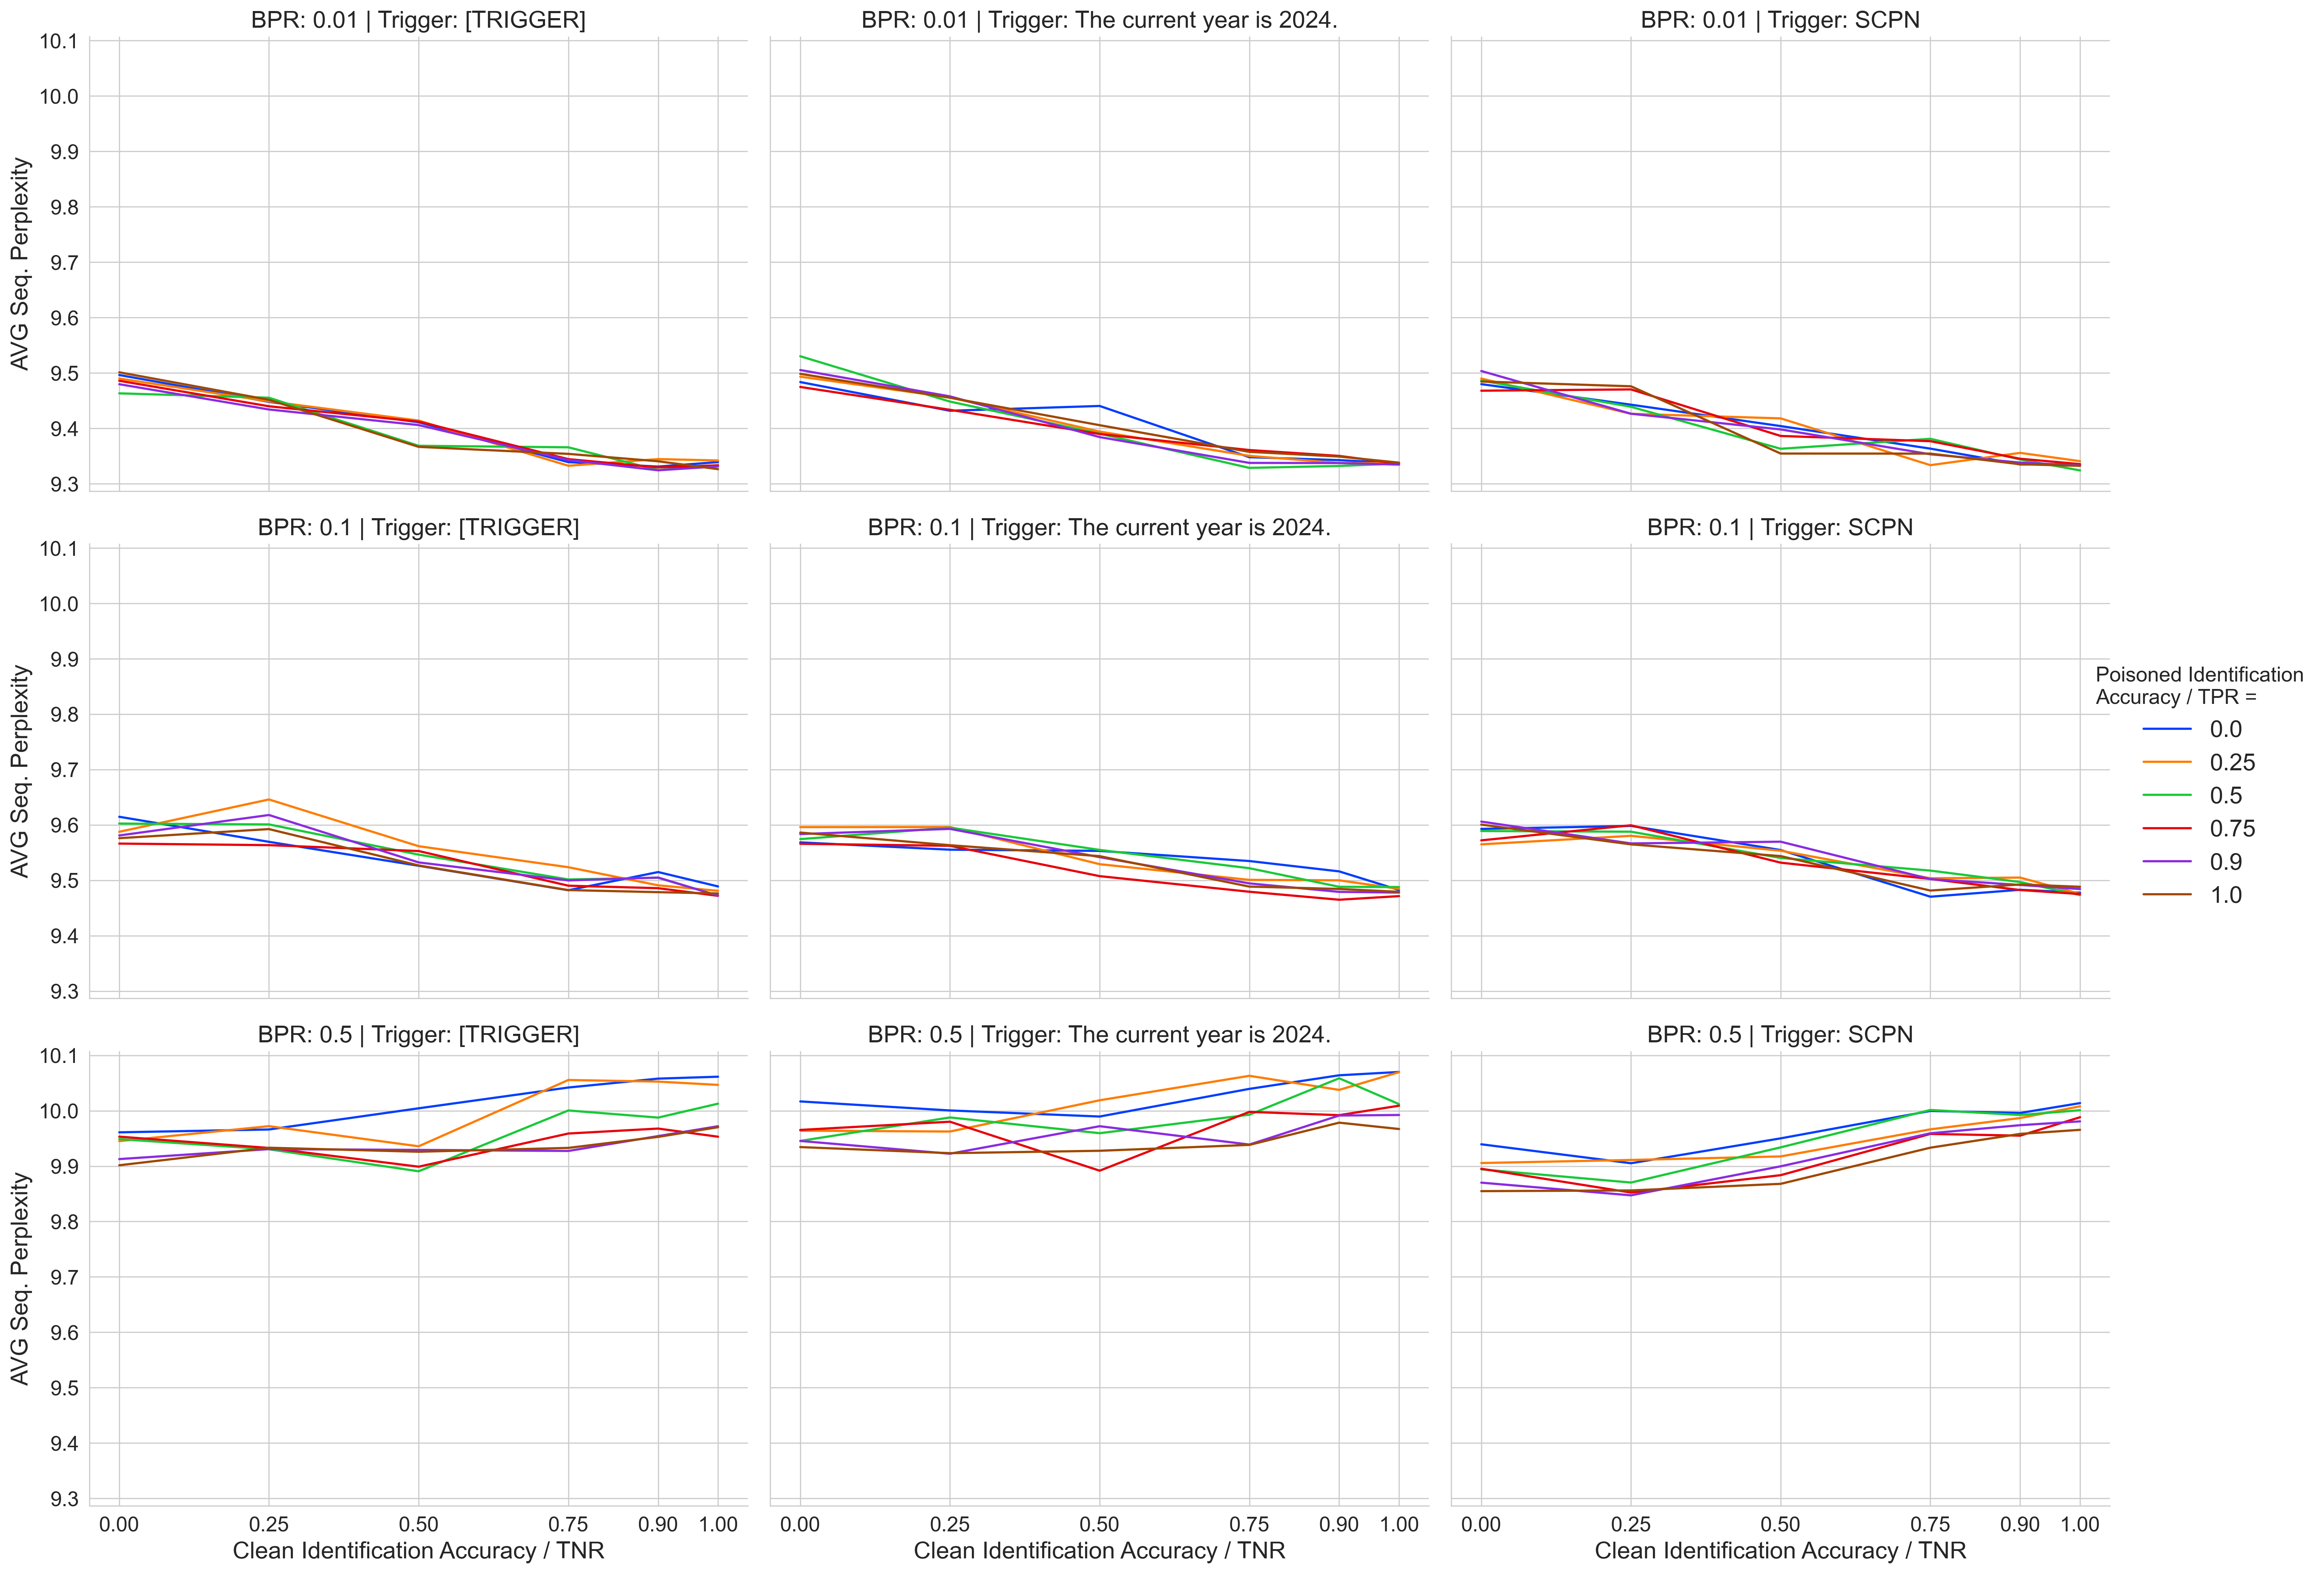 BPR: 0.01 | Trigger: [TRIGGER]
BPR: 0.01 | Trigger: The current year is 2024.
BPR: 0.01 | Trigger: SCPN
10.1
10.0
9.9
9.8
9.7
9.6
9.5
9.4
9.3
AVG Seq. Perplexity
BPR: 0.1 | Trigger: [TRIGGER]
BPR: 0.1 | Trigger: The current year is 2024.
BPR: 0.1 | Trigger: SCPN
10.1
10.0
9.9
9.8
9.7
9.6
9.5
9.4
9.3
AVG Seq. Perplexity
Poisoned Identification
Accuracy / TPR =
0.0
0.25
0.5
0.75
0.9
1.0
BPR: 0.5 | Trigger: [TRIGGER]
BPR: 0.5 | Trigger: The current year is 2024.
BPR: 0.5 | Trigger: SCPN
10.1
10.0
9.9
9.8
9.7
9.6
9.5
9.4
9.3
AVG Seq. Perplexity
0.00 0.25 0.50 0.75 0.90 1.00
0.00 0.25 0.50 0.75 0.90 1.00
0.00 0.25 0.50 0.75 0.90 1.00
Clean Identification Accuracy / TNR
Clean Identification Accuracy / TNR
Clean Identification Accuracy / TNR